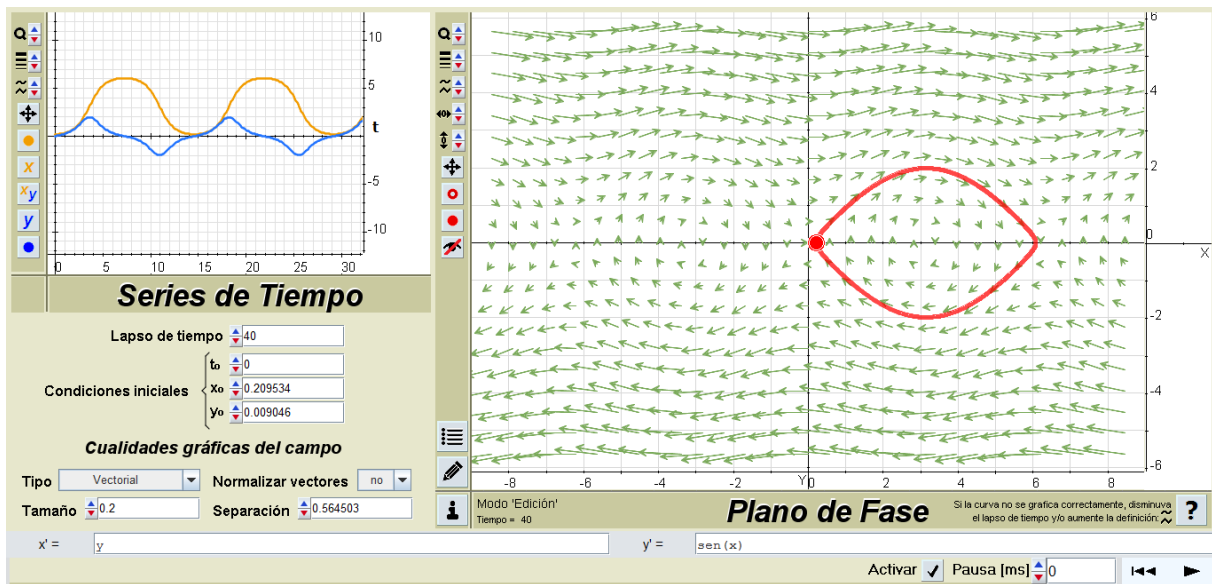 10
5
t
-5
-10
0 5 10 15 20 25 30
x
xy
y
Series de Tiempo
Lapso de tiempo 40
Condiciones iniciales
to 0
xo 0.209534
yo 0.009046
Cualidades gráficas del campo
Tipo Vectorial Normalizar vectores no
Tamaño 0.2 Separación 0.564503
6
4
2
0
X
-2
-4
-6
-8 -6 -4 -2 Y 2 4 6 8
Modo 'Edición'
Tiempo = 40
Plano de Fase
Si la curva no se grafica correctamente, disminuya
el lapso de tiempo y/o aumente la definición:
?
x' = y y' = sen(x)
Activar Pausa [ms] 0